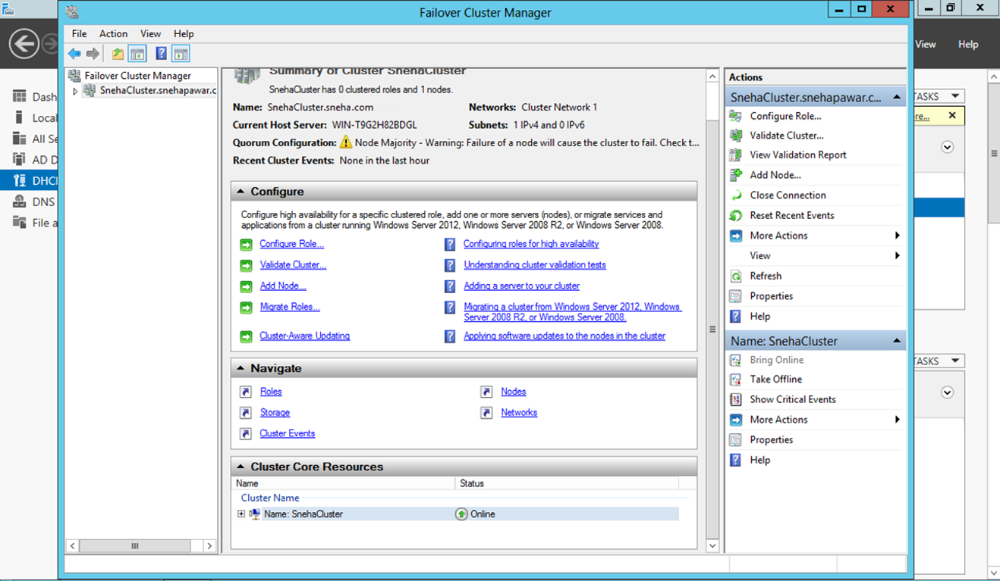 Failover Cluster Manager
File Action View Help
View Help
Failover Cluster Manager
SnehaCluster.snehapawar.c
Dash
Local
All Se
AD D
DHC
DNS
File a
Summary of Cluster SnehaCluster
SnehaCluster has 0 clustered roles and 1 nodes.
Name: SnehaCluster.sneha.com Networks: Cluster Network 1
Current Host Server: WIN-T9G2H82BDGL Subnets: 1 IPv4 and 0 IPv6
Quorum Configuration: Node Majority - Warning: Failure of a node will cause the cluster to fail. Check t...
Recent Cluster Events: None in the last hour
Configure
Configure high availability for a specific clustered role, add one or more servers (nodes), or migrate services and
applications from a cluster running Windows Server 2012, Windows Server 2008 R2, or Windows Server 2008.
Configure Role... Configuring roles for high availability
Validate Cluster... Understanding cluster validation tests
Add Node... Adding a server to your cluster
Migrate Roles... Migrating a cluster from Windows Server 2012, Windows
Server 2008 R2, or Windows Server 2008.
Cluster-Aware Updating Applying software updates to the nodes in the cluster
Navigate
Roles Nodes
Storage Networks
Cluster Events
Cluster Core Resources
Name Status
Cluster Name
Name: SnehaCluster Online
Actions
SnehaCluster.snehapawar.c...
Configure Role...
Validate Cluster...
View Validation Report
Add Node...
Close Connection
Reset Recent Events
More Actions
View
Refresh
Properties
Help
Name: SnehaCluster
Bring Online
Take Offline
Show Critical Events
More Actions
Properties
Help
TASKS
re...
TASKS